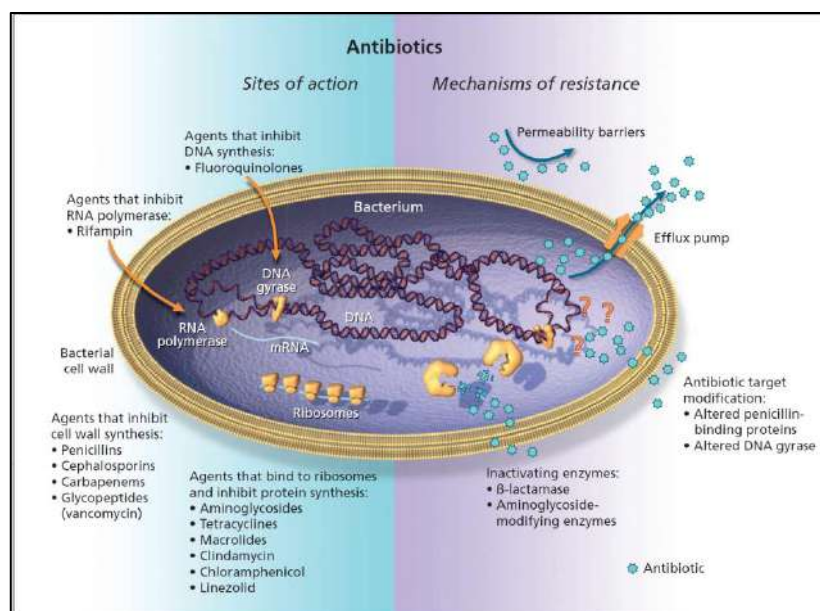 Antibiotics
Sites of action
Mechanisms of resistance
Agents that inhibit
DNA synthesis:
• Fluoroquinolones
Permeability barriers
Agents that inhibit
RNA polymerase:
• Rifampin
Bacterium
Efflux pump
DNA
gyrase
DNA
RNA
polymerase
mRNA
? ?
?
Bacterial
cell wall
Ribosomes
Agents that inhibit
cell wall synthesis:
• Penicillins
• Cephalosporins
• Carbapenems
• Glycopeptides
(vancomycin)
Agents that bind to ribosomes
and inhibit protein synthesis:
• Aminoglycosides
• Tetracyclines
• Macrolides
• Clindamycin
• Chloramphenicol
• Linezolid
Inactivating enzymes:
• ß-lactamase
• Aminoglycoside-
modifying enzymes
Antibiotic target
modification:
• Altered penicillin-
binding proteins
• Altered DNA gyrase
Antibiotic